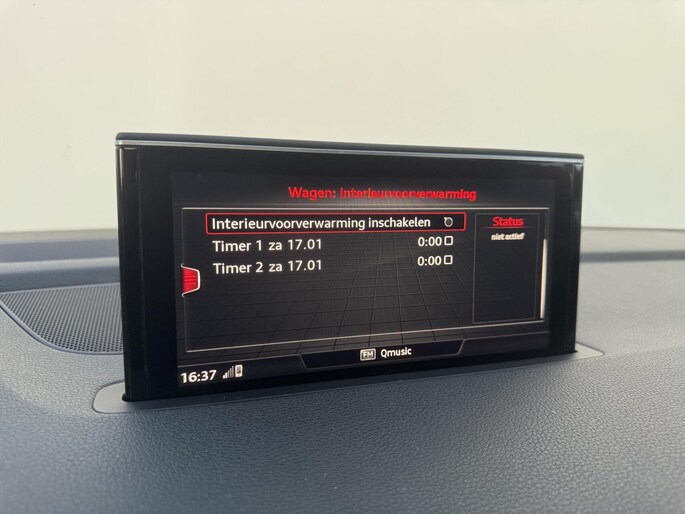 Wagen: Interieurvoorverwarming
Interieurvoorverwarming inschakelen
Status
niet actief
Timer 1 za 17.01 0:00
Timer 2 za 17.01 0:00
FM Qmusic
16:37